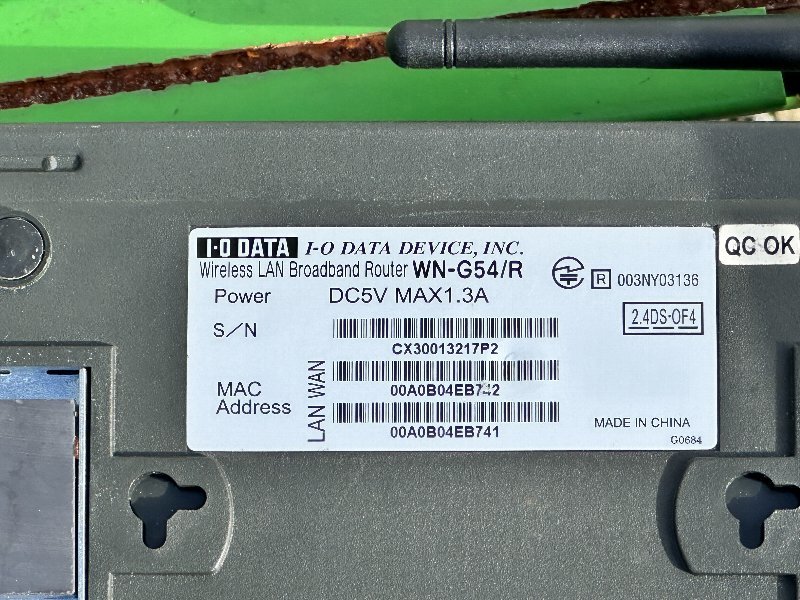 I-O DATA I-O DATA DEVICE, INC.
Wireless LAN Broadband Router WN-G54/R
R 003NY03136
QC OK
Power DC5V MAX1.3A
2.4DS・OF4
S/N
CX30013217P2
MAC Address
WAN
00A0B04EB742
LAN
00A0B04EB741
MADE IN CHINA
G0684